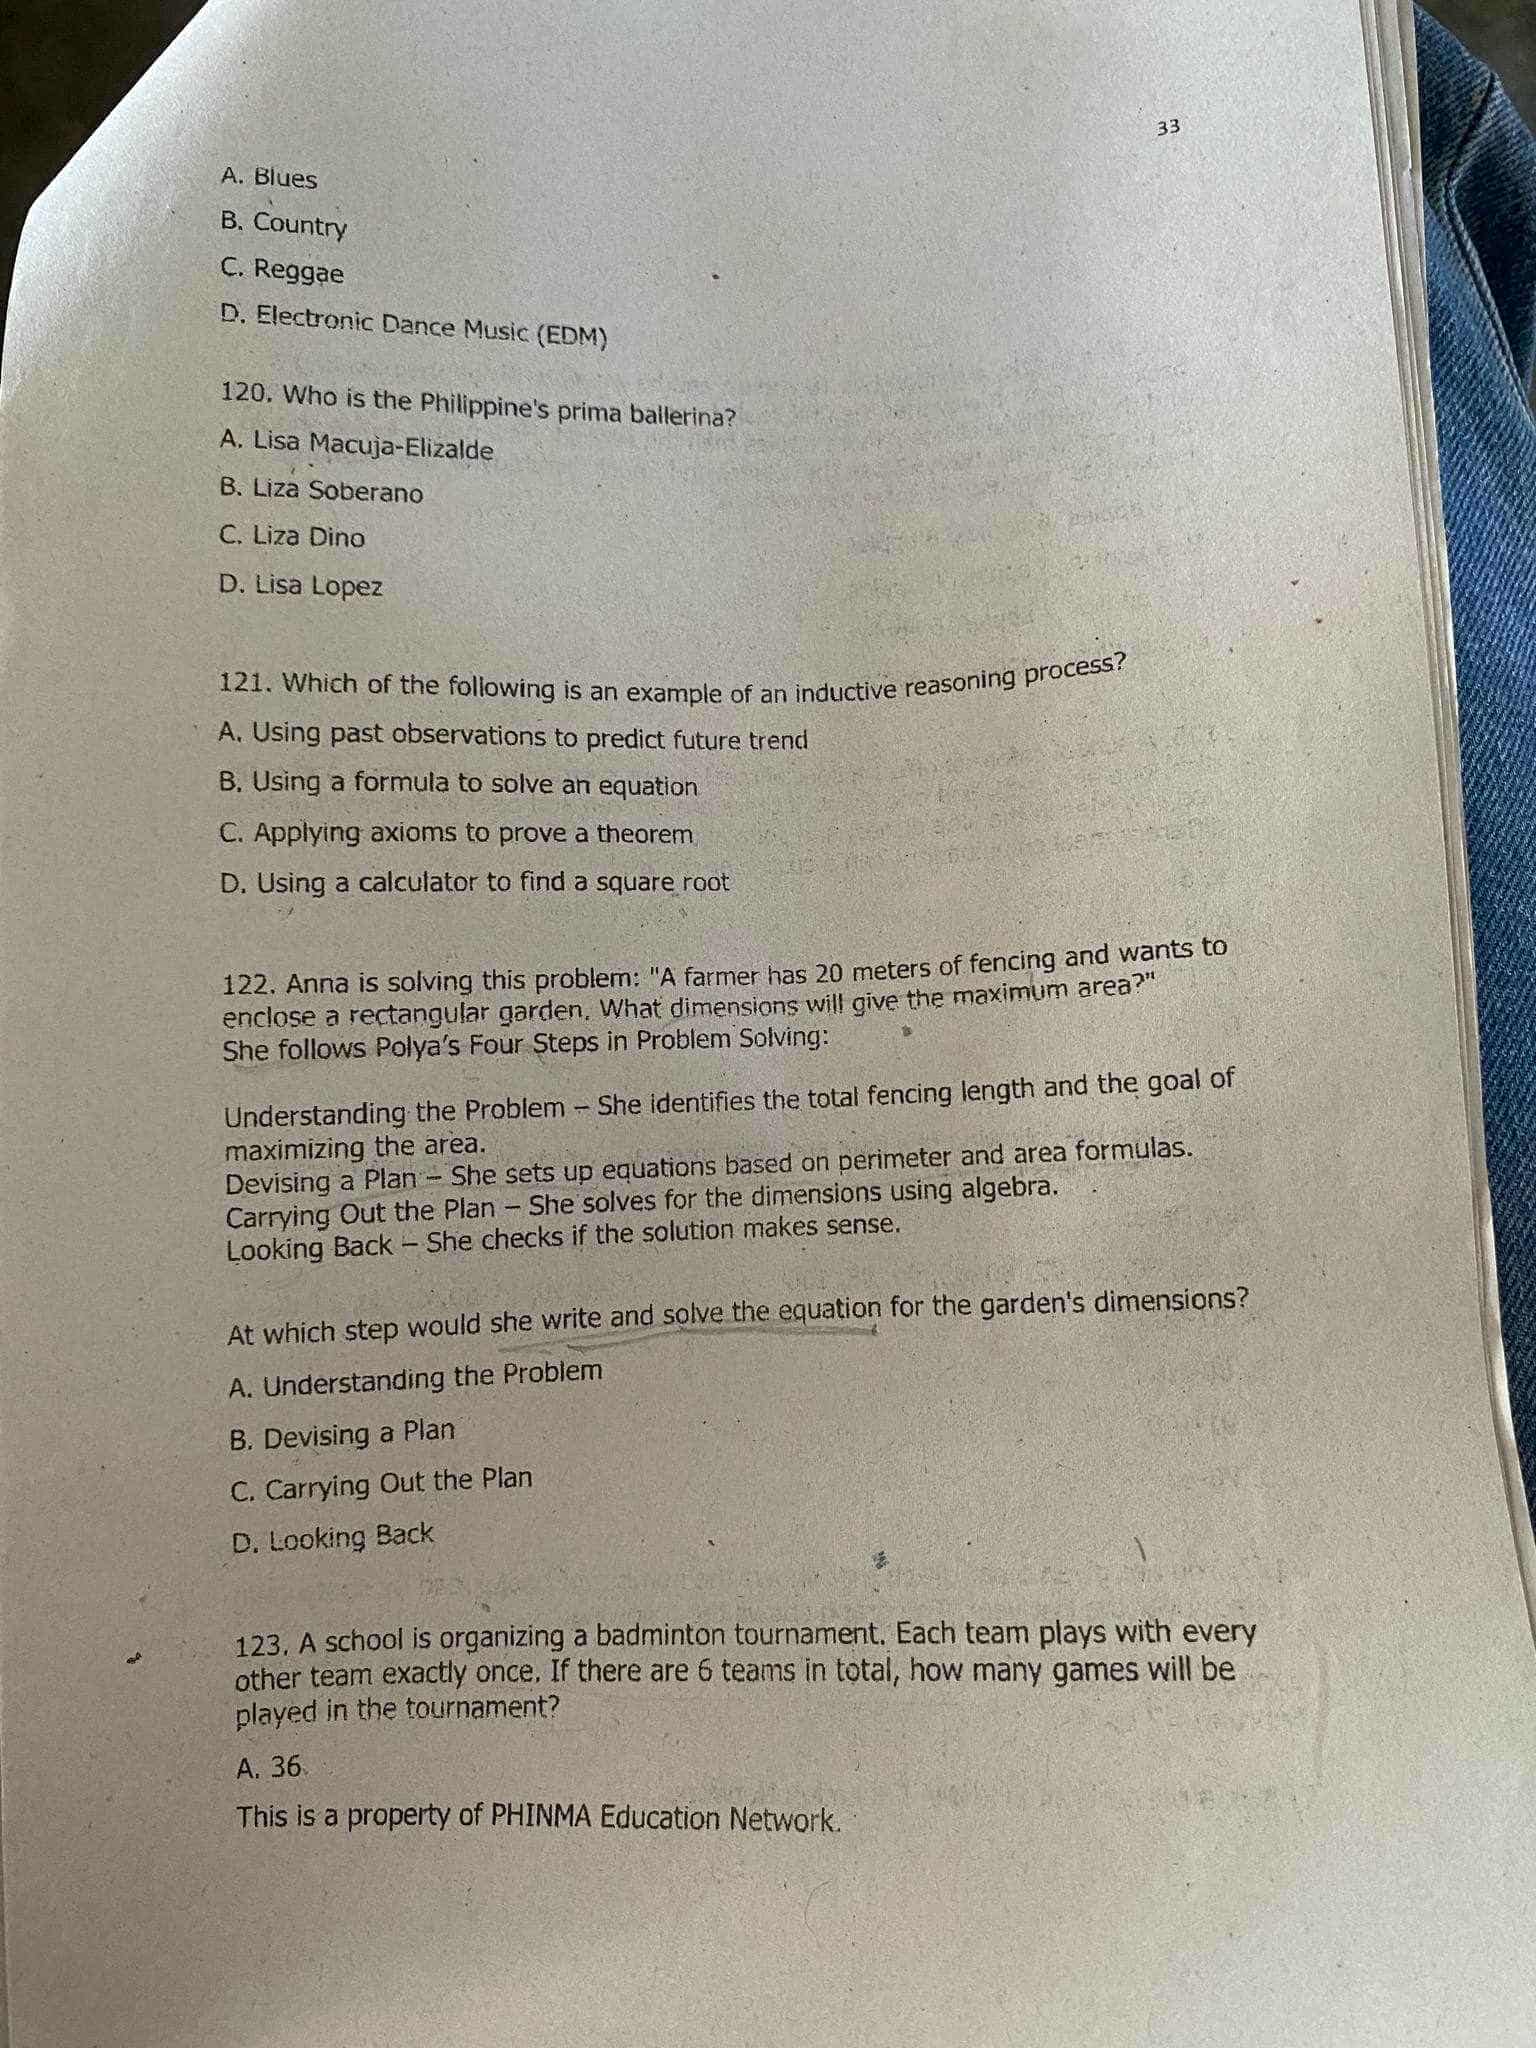 33
A. Blues
B. Country
C. Reggae
D. Electronic Dance Music (EDM)
120. Who is the Philippine's prima ballerina?
A. Lisa Macuja-Elizalde
B. Liza Soberano
C. Liza Dino
D. Lisa Lopez
121. Which of the following is an example of an inductive reasoning process?
A. Using past observations to predict future trend
B. Using a formula to solve an equation
C. Applying axioms to prove a theorem
D. Using a calculator to find a square root
122. Anna is solving this problem: "A farmer has 20 meters of fencing and wants to
enclose a rectangular garden. What dimensions will give the maximum area?"
She follows Polya's Four Steps in Problem Solving:
Understanding the Problem – She identifies the total fencing length and the goal of
maximizing the area.
Devising a Plan – She sets up equations based on perimeter and area formulas.
Carrying Out the Plan – She solves for the dimensions using algebra.
Looking Back – She checks if the solution makes sense.
At which step would she write and solve the equation for the garden's dimensions?
A. Understanding the Problem
B. Devising a Plan
C. Carrying Out the Plan
D. Looking Back
123. A school is organizing a badminton tournament. Each team plays with every
other team exactly once. If there are 6 teams in total, how many games will be
played in the tournament?
A. 36
This is a property of PHINMA Education Network.